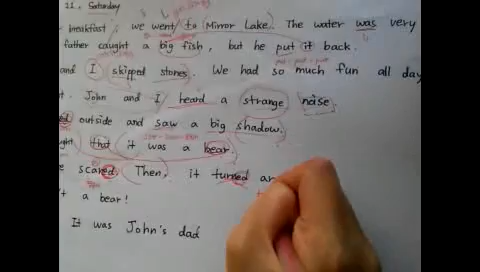 11. Saturday
breakfast, we went to Mirror Lake. The water was very
father caught a big fish, but he put it back.
and I skipped stones. We had so much fun all day
John and I heard a strange noise
outside and saw a big shadow.
that it was a bear.
scared. Then, it turned
a bear!
It was John's dad